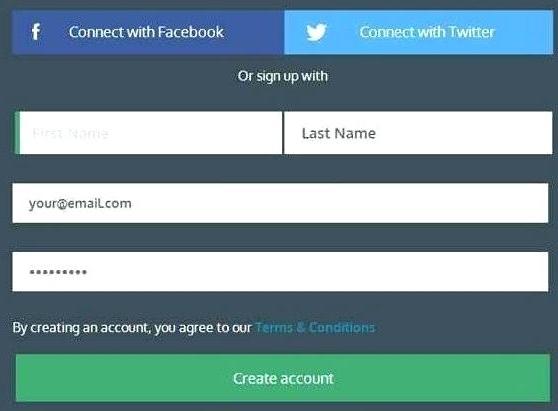 Connect with Facebook Connect with Twitter
Or sign up with
First Name Last Name
your@email.com
•••••••••
By creating an account, you agree to our Terms & Conditions
Create account